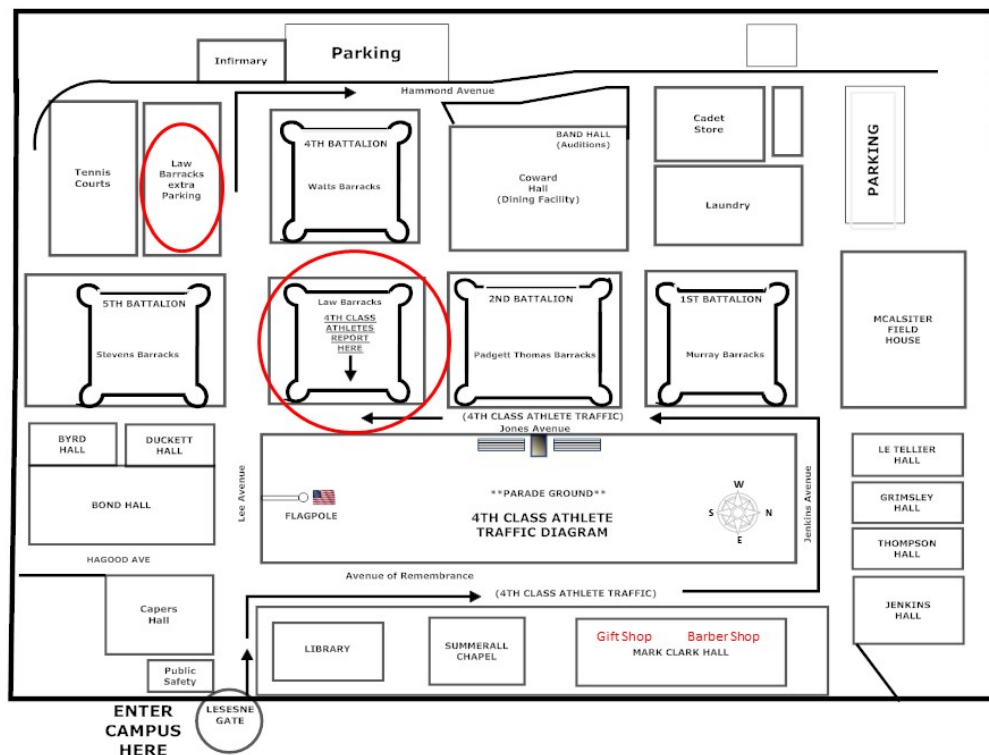 Infirmary
Parking
Hammond Avenue
Tennis
Courts
Law
Barracks
extra
Parking
4TH BATTALION
Watts Barracks
BAND HALL
(Auditions)
Coward
Hall
(Dining Facility)
Cadet
Store
Laundry
PARKING
5TH BATTALION
Stevens Barracks
Law Barracks
4TH CLASS
ATHLETES
REPORT
HERE
2ND BATTALION
Padgett Thomas Barracks
1ST BATTALION
Murray Barracks
MCALSITER
FIELD
HOUSE
(4TH CLASS ATHLETE TRAFFIC)
Jones Avenue
BYRD
HALL
DUCKETT
HALL
BOND HALL
Lee Avenue
FLAGPOLE
**PARADE GROUND**
4TH CLASS ATHLETE
TRAFFIC DIAGRAM
W
S
N
E
Jenkins Avenue
LE TELLIER
HALL
GRIMSLEY
HALL
THOMPSON
HALL
JENKINS
HALL
HAGOOD AVE
Avenue of Remembrance
(4TH CLASS ATHLETE TRAFFIC)
Capers
Hall
Public
Safety
LIBRARY
SUMMERALL
CHAPEL
Gift Shop
Barber Shop
MARK CLARK HALL
ENTER
CAMPUS
HERE
LESESNE
GATE